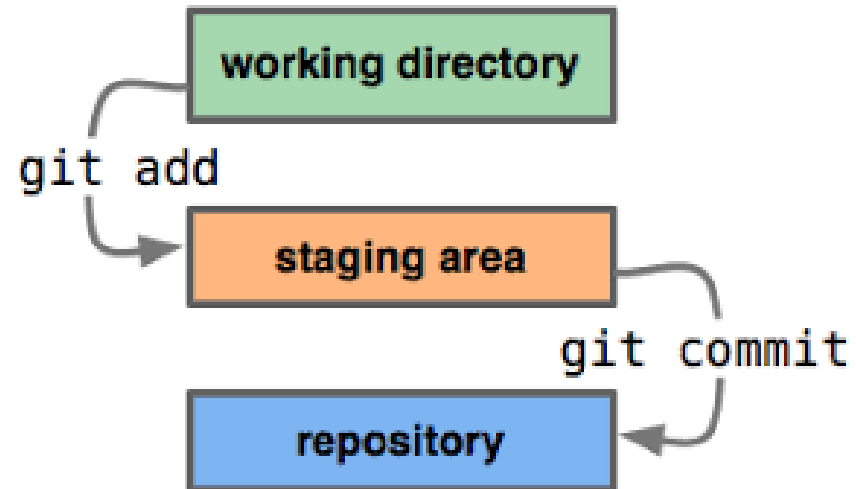 working directory
git add
staging area
git commit
repository